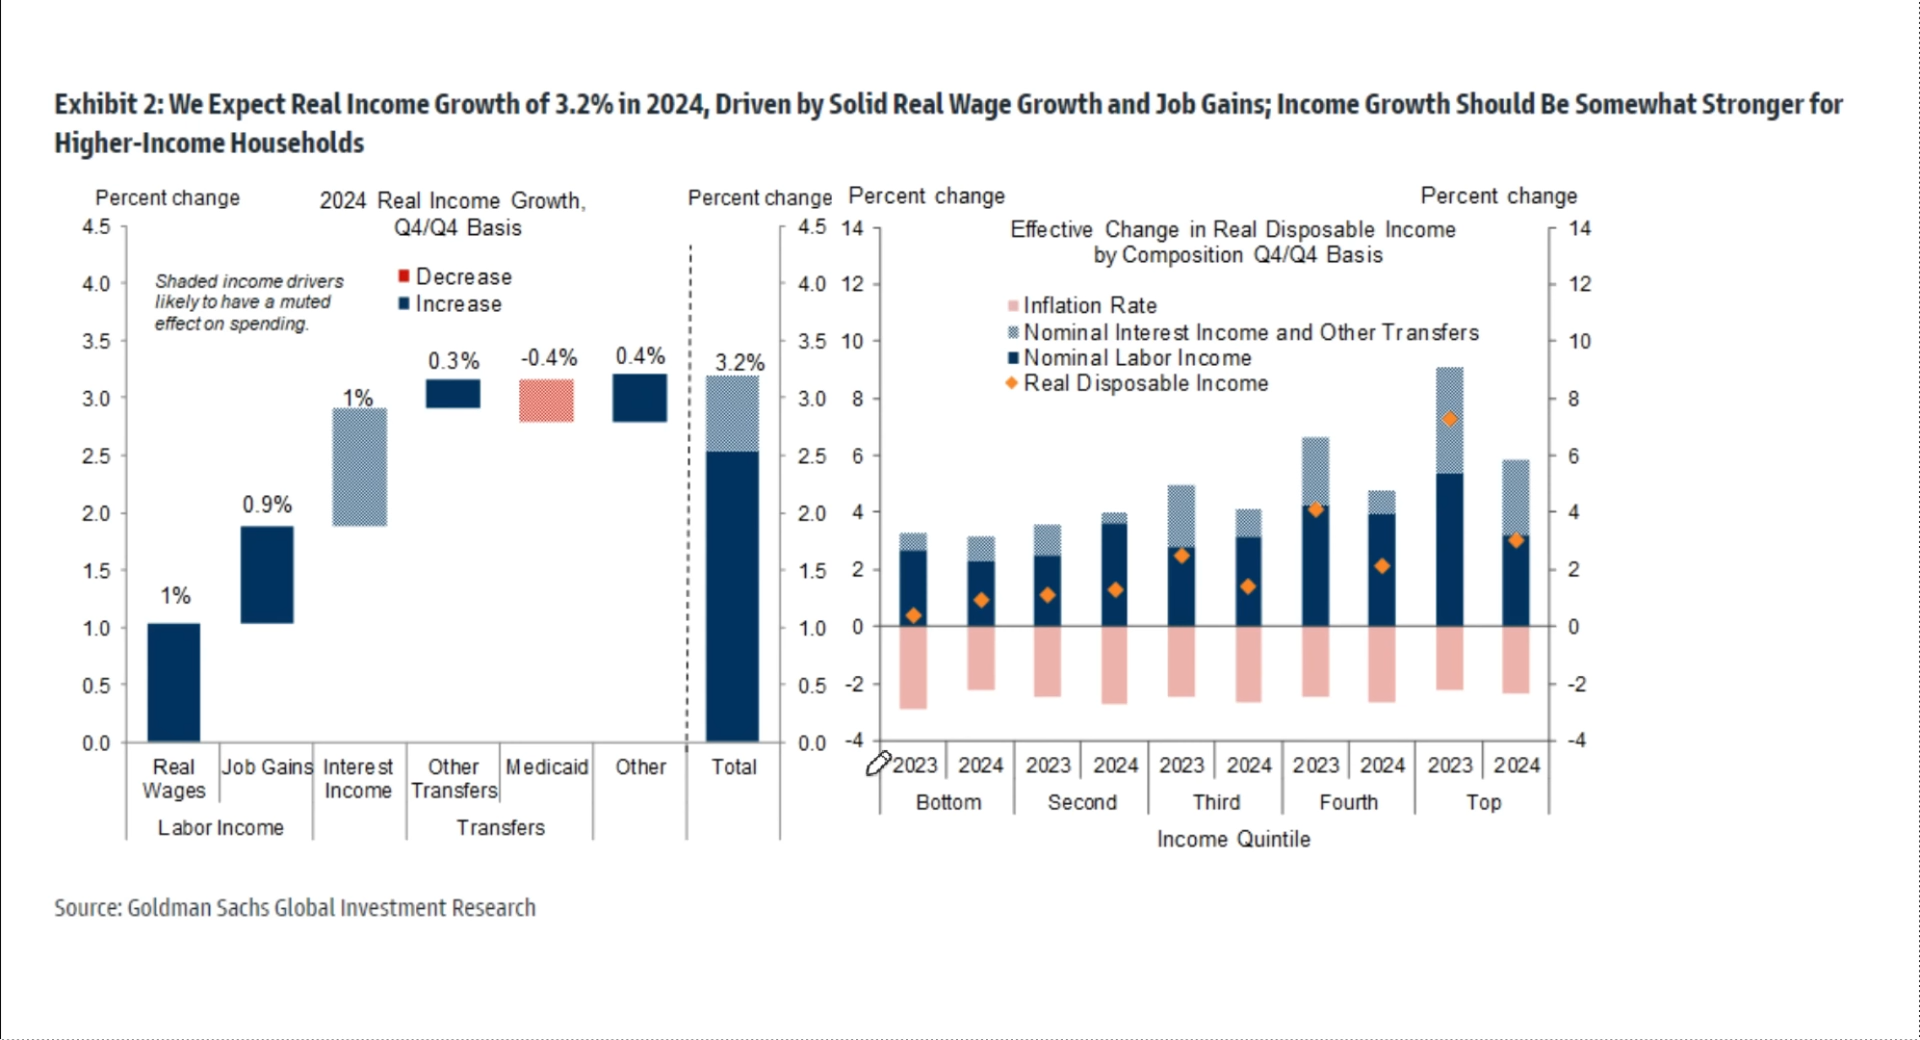 Exhibit 2: We Expect Real Income Growth of 3.2% in 2024, Driven by Solid Real Wage Growth and Job Gains; Income Growth Should Be Somewhat Stronger for
Higher-Income Households
Percent change
2024 Real Income Growth,
Q4/Q4 Basis
Percent change
4.5
4.0
3.5
3.0
2.5
2.0
1.5
1.0
0.5
0.0
Shaded income drivers
likely to have a muted
effect on spending.
Decrease
Increase
1%
0.9%
1%
0.3%
-0.4%
0.4%
3.2%
4.5
4.0
3.5
3.0
2.5
2.0
1.5
1.0
0.5
0.0
Real
Wages
Job Gains
Interest
Income
Other
Transfers
Medicaid
Other
Total
Labor Income
Transfers
Percent change
Percent change
Effective Change in Real Disposable Income
by Composition Q4/Q4 Basis
14
12
10
8
6
4
2
0
-2
-4
Inflation Rate
Nominal Interest Income and Other Transfers
Nominal Labor Income
Real Disposable Income
14
12
10
8
6
4
2
0
-2
-4
2023 2024 2023 2024 2023 2024 2023 2024 2023 2024
Bottom Second Third Fourth Top
Income Quintile
Source: Goldman Sachs Global Investment Research